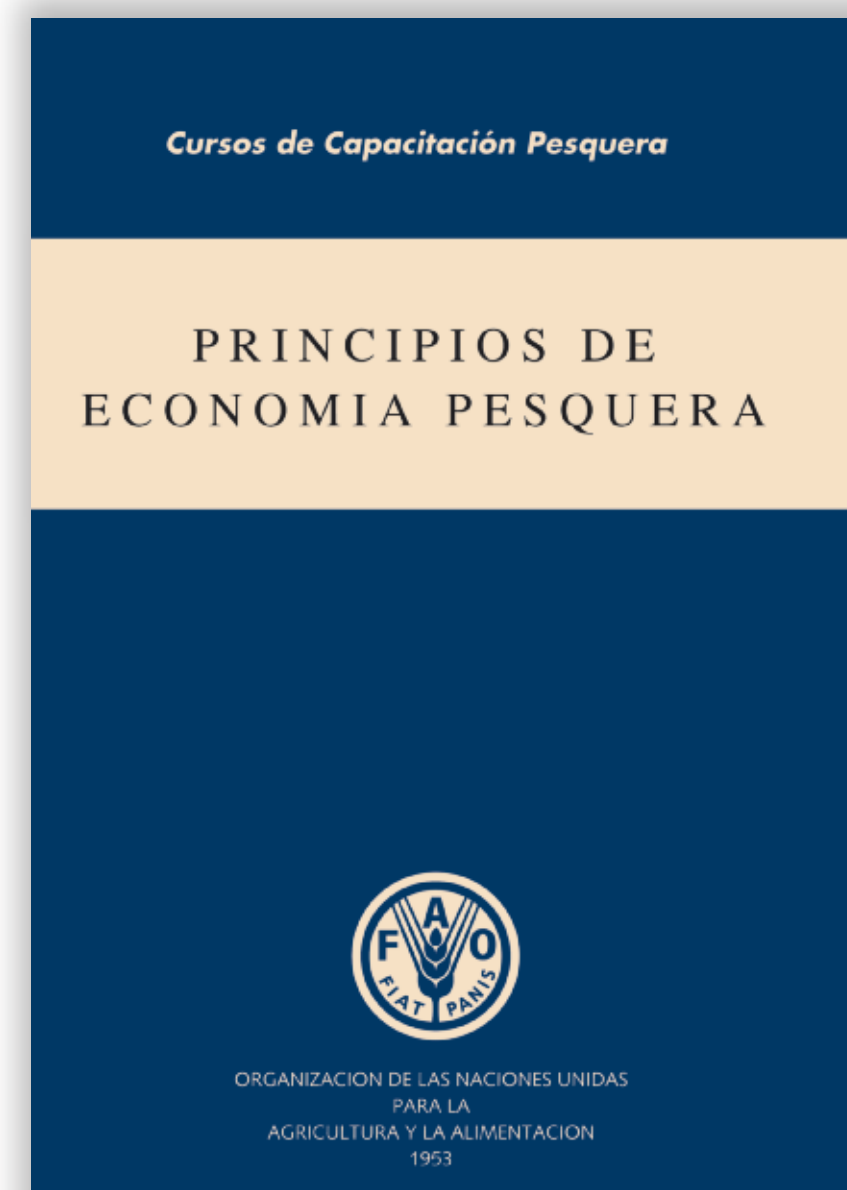 Cursos de Capacitación Pesquera
PRINCIPIOS DE
ECONOMIA PESQUERA
F A O
FIAT PANIS
ORGANIZACION DE LAS NACIONES UNIDAS
PARA LA
AGRICULTURA Y LA ALIMENTACION
1953